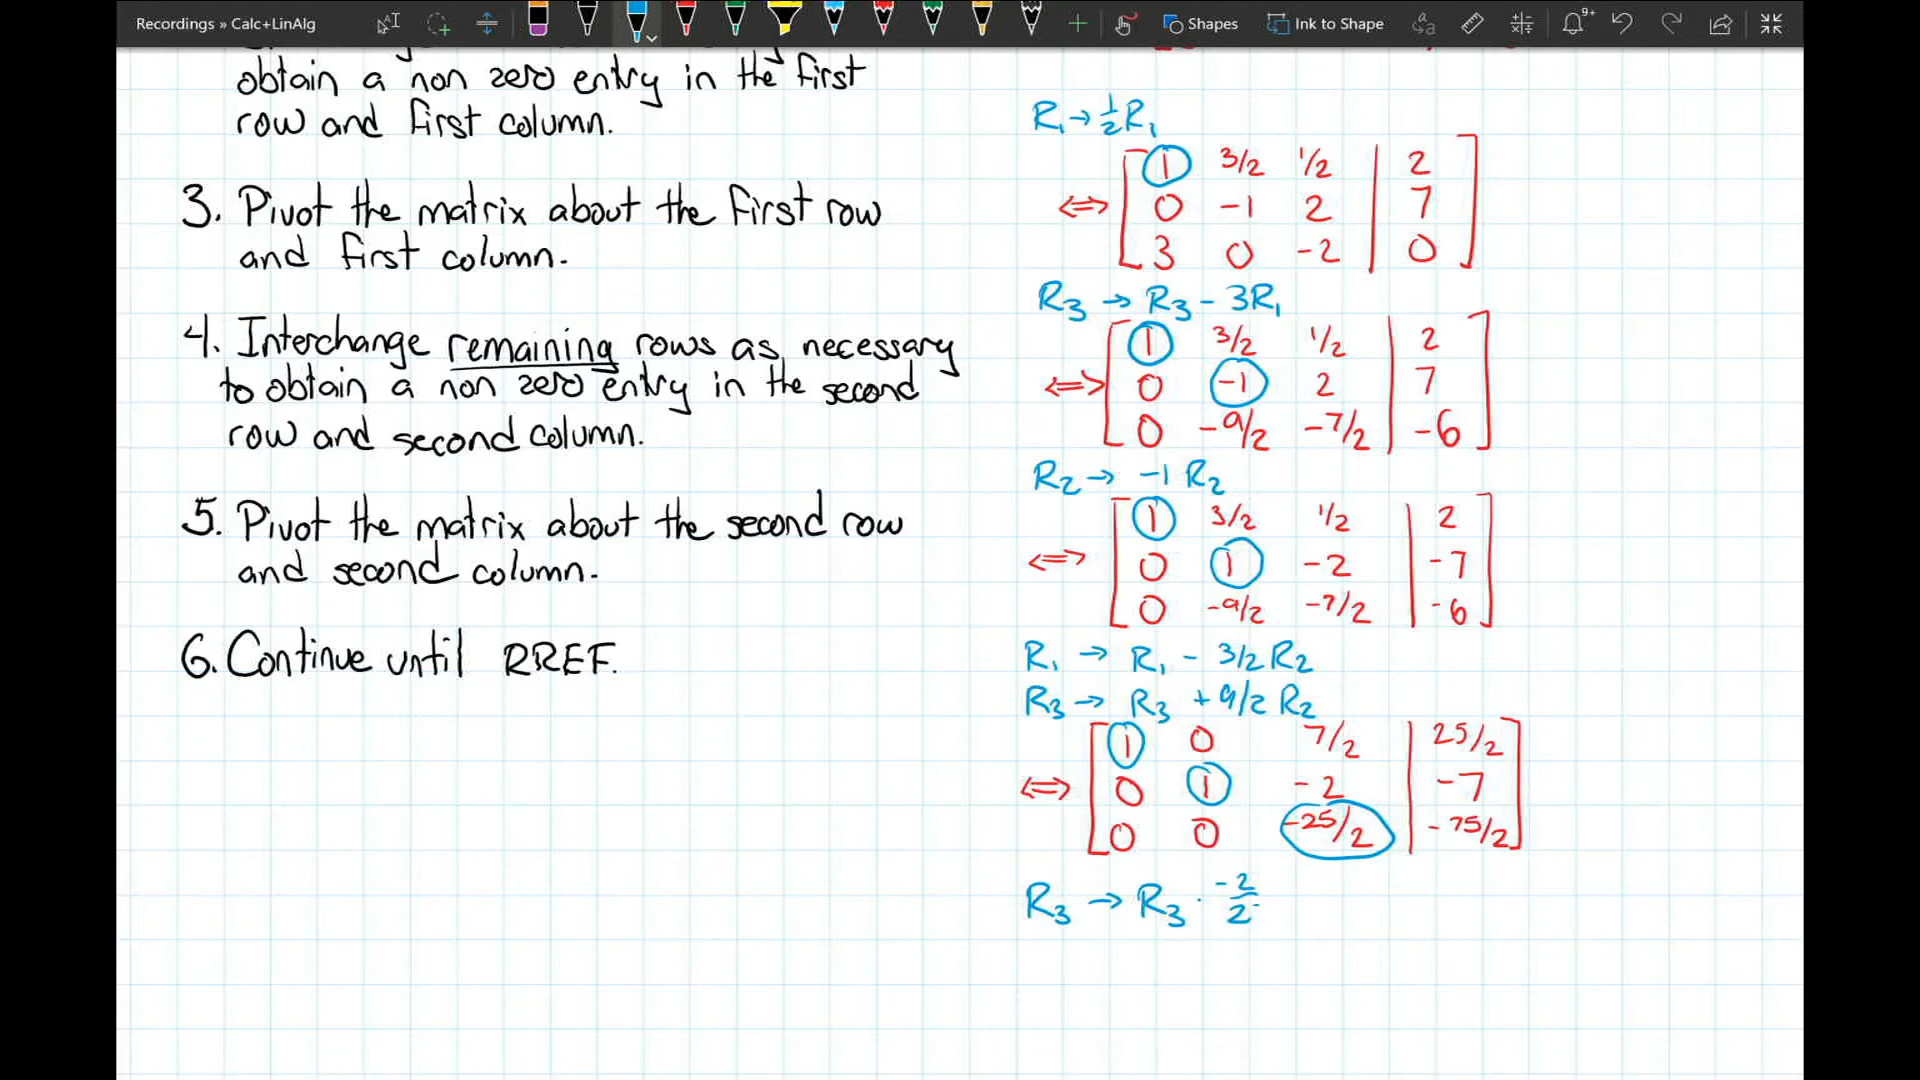 Recordings » Calc+LinAlg
Shapes
Ink to Shape
9+
obtain a non zero entry in the first
row and first column.
3. Pivot the matrix about the first row
and first column.
4. Interchange remaining rows as necessary
to obtain a non zero entry in the second
row and second column.
5. Pivot the matrix about the second row
and second column.
6. Continue until RREF.
R₁ → ½R₁
1 3/2 1/2 | 2
⟺ 0 -1 2 | 7
3 0 -2 | 0
R₃ → R₃ - 3R₁
1 3/2 1/2 | 2
⟺ 0 -1 2 | 7
0 -9/2 -7/2 | -6
R₂ → -1 R₂
1 3/2 1/2 | 2
⟺ 0 1 -2 | -7
0 -9/2 -7/2 | -6
R₁ → R₁ - 3/2 R₂
R₃ → R₃ + 9/2 R₂
1 0 7/2 | 25/2
⟺ 0 1 -2 | -7
0 0 -25/2 | -75/2
R₃ → R₃ · -2/2